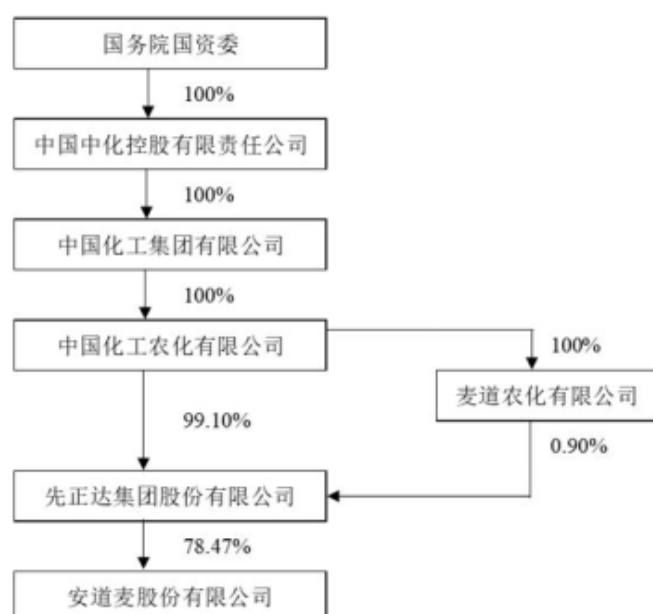 国务院国资委
100%
中国中化控股有限责任公司
100%
中国化工集团有限公司
100%
中国化工农化有限公司
100%
麦道农化有限公司
99.10%
0.90%
先正达集团股份有限公司
78.47%
安道麦股份有限公司